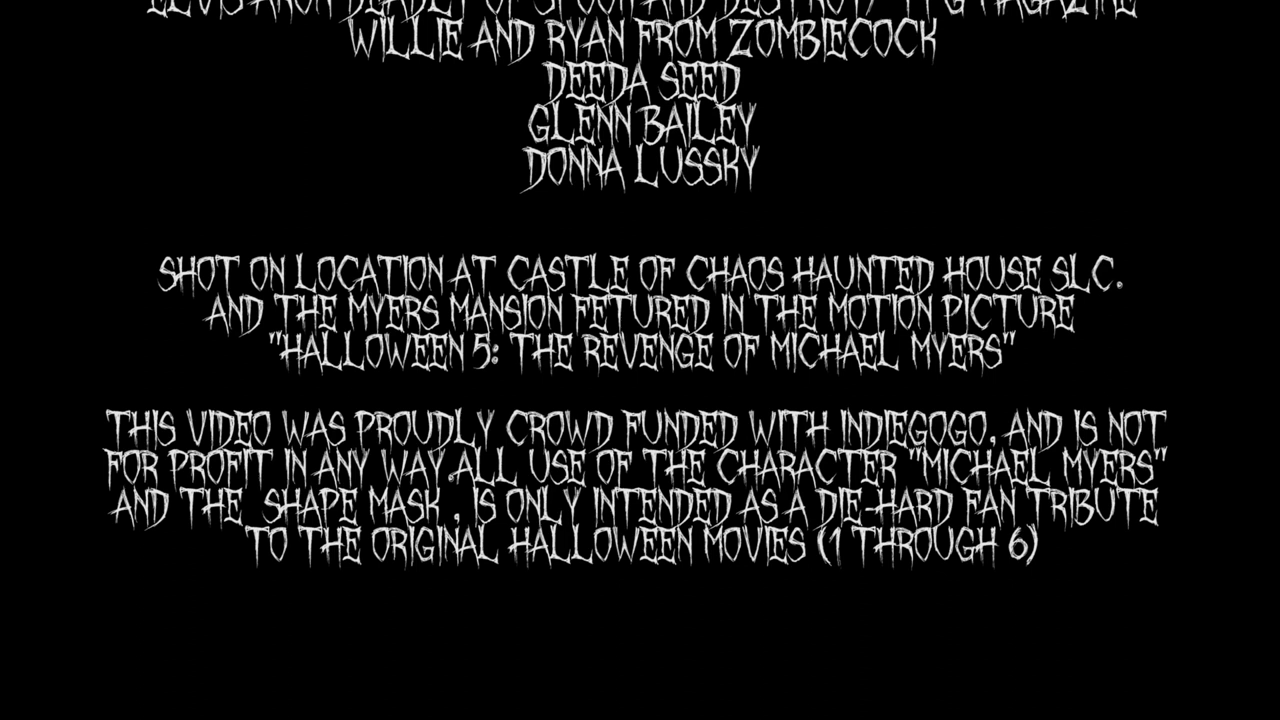 WILLIE AND RYAN FROM ZOMBIECOCK
DEEDA SEED
GLENN BAILEY
DONNA LUSSKY
SHOT ON LOCATION AT CASTLE OF CHAOS HAUNTED HOUSE SLC.
AND THE MYERS MANSION FETURED IN THE MOTION PICTURE
"HALLOWEEN 5: THE REVENGE OF MICHAEL MYERS"
THIS VIDEO WAS PROUDLY CROWD FUNDED WITH INDIEGOGO, AND IS NOT
FOR PROFIT IN ANY WAY.ALL USE OF THE CHARACTER "MICHAEL MYERS"
AND THE SHAPE MASK , IS ONLY INTENDED AS A DIE-HARD FAN TRIBUTE
TO THE ORIGINAL HALLOWEEN MOVIES (1 THROUGH 6)